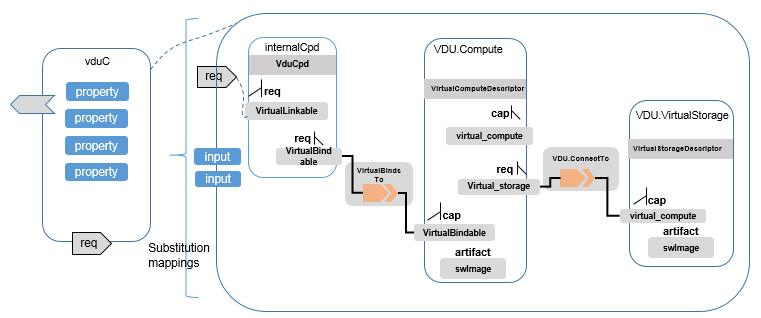 vduC
property
property
property
property
req
Substitution
mappings
req
input
input
internalCpd
VduCpd
req
VirtualLinkable
req
VirtualBind
able
VirtualBinds
To
VDU.Compute
VirtualComputeDescriptor
cap
virtual_compute
req
Virtual_storage
cap
VirtualBindable
artifact
swImage
VDU.ConnectTo
VDU.VirtualStorage
VirtualStorageDescriptor
cap
virtual_compute
artifact
swImage